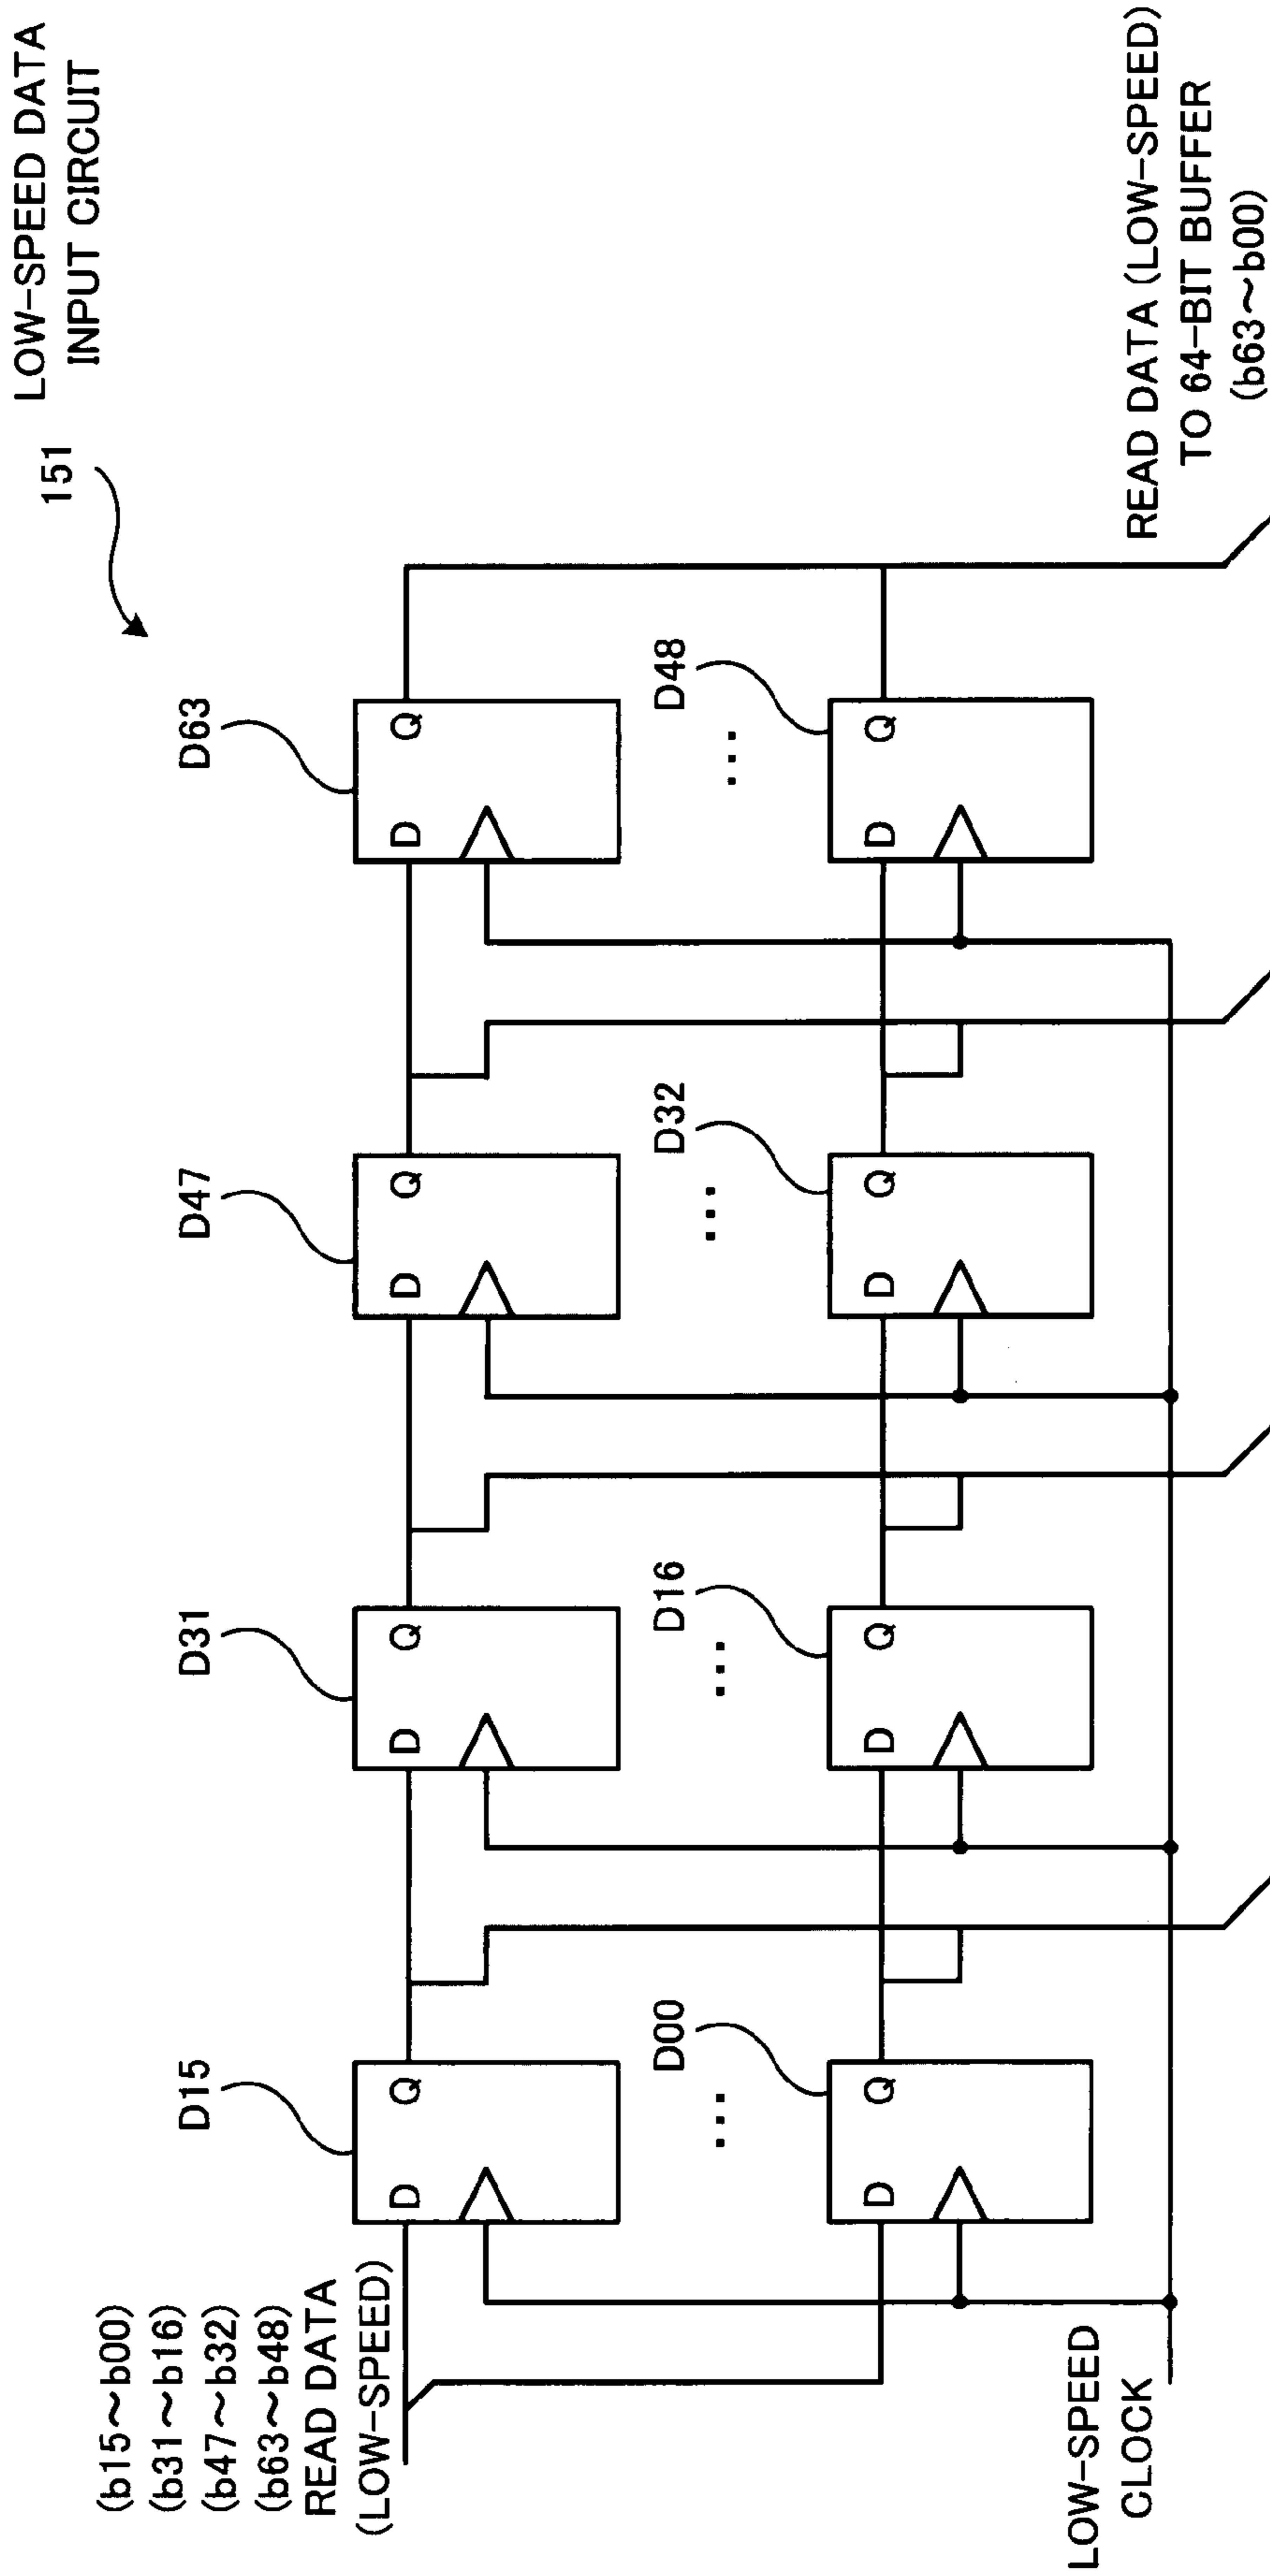 LOW-SPEED DATA
INPUT CIRCUIT
151
(b15~b00)
(b31~b16)
(b47~b32)
(b63~b48)
READ DATA
(LOW-SPEED)
D15
D31
D47
D63
D Q
D Q
D Q
D Q
D00
D16
D32
D48
...
...
...
...
D Q
D Q
D Q
D Q
LOW-SPEED
CLOCK
READ DATA (LOW-SPEED)
TO 64-BIT BUFFER
(b63~b00)